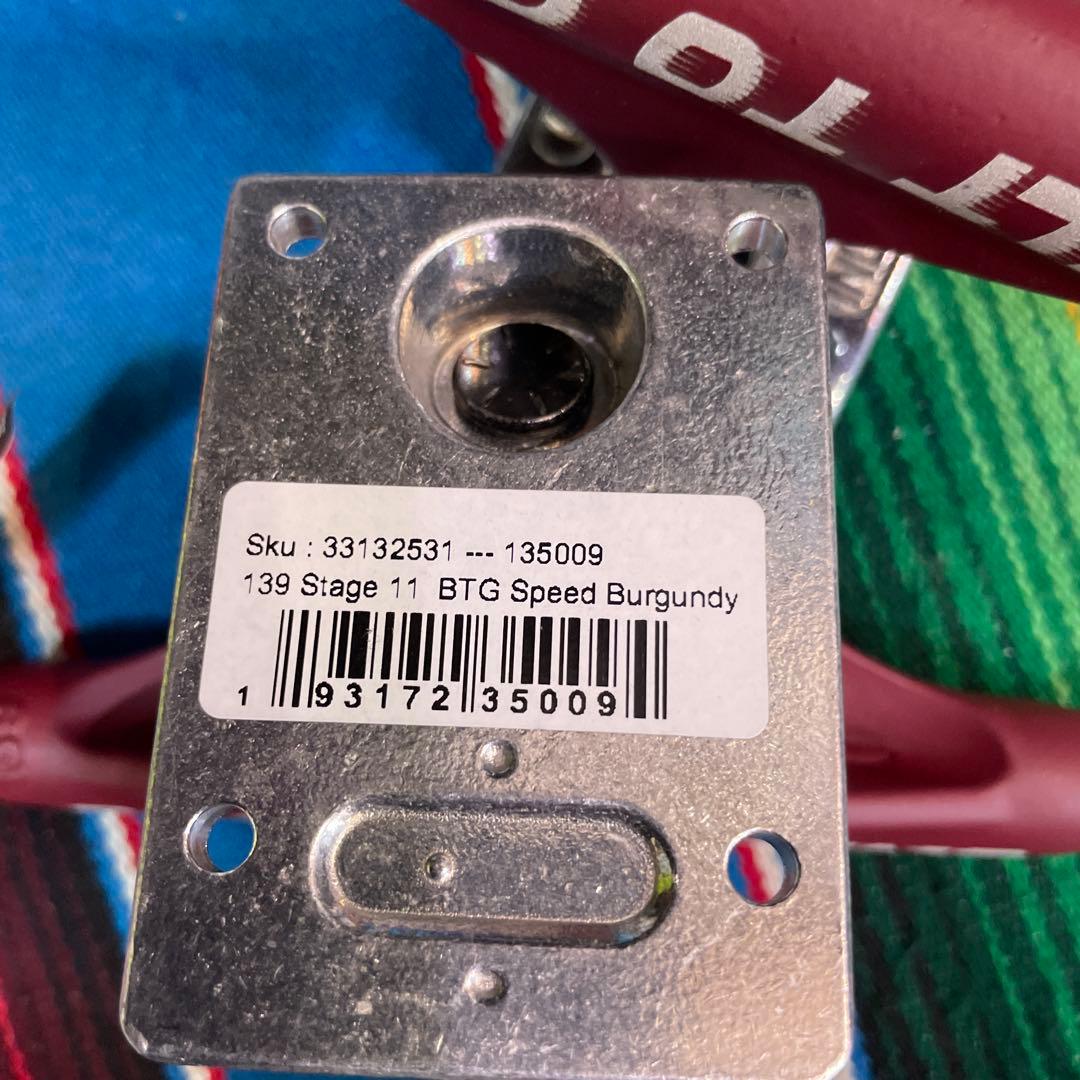 Sku : 33132531 --- 135009
139 Stage 11 BTG Speed Burgundy
1 93172 35009